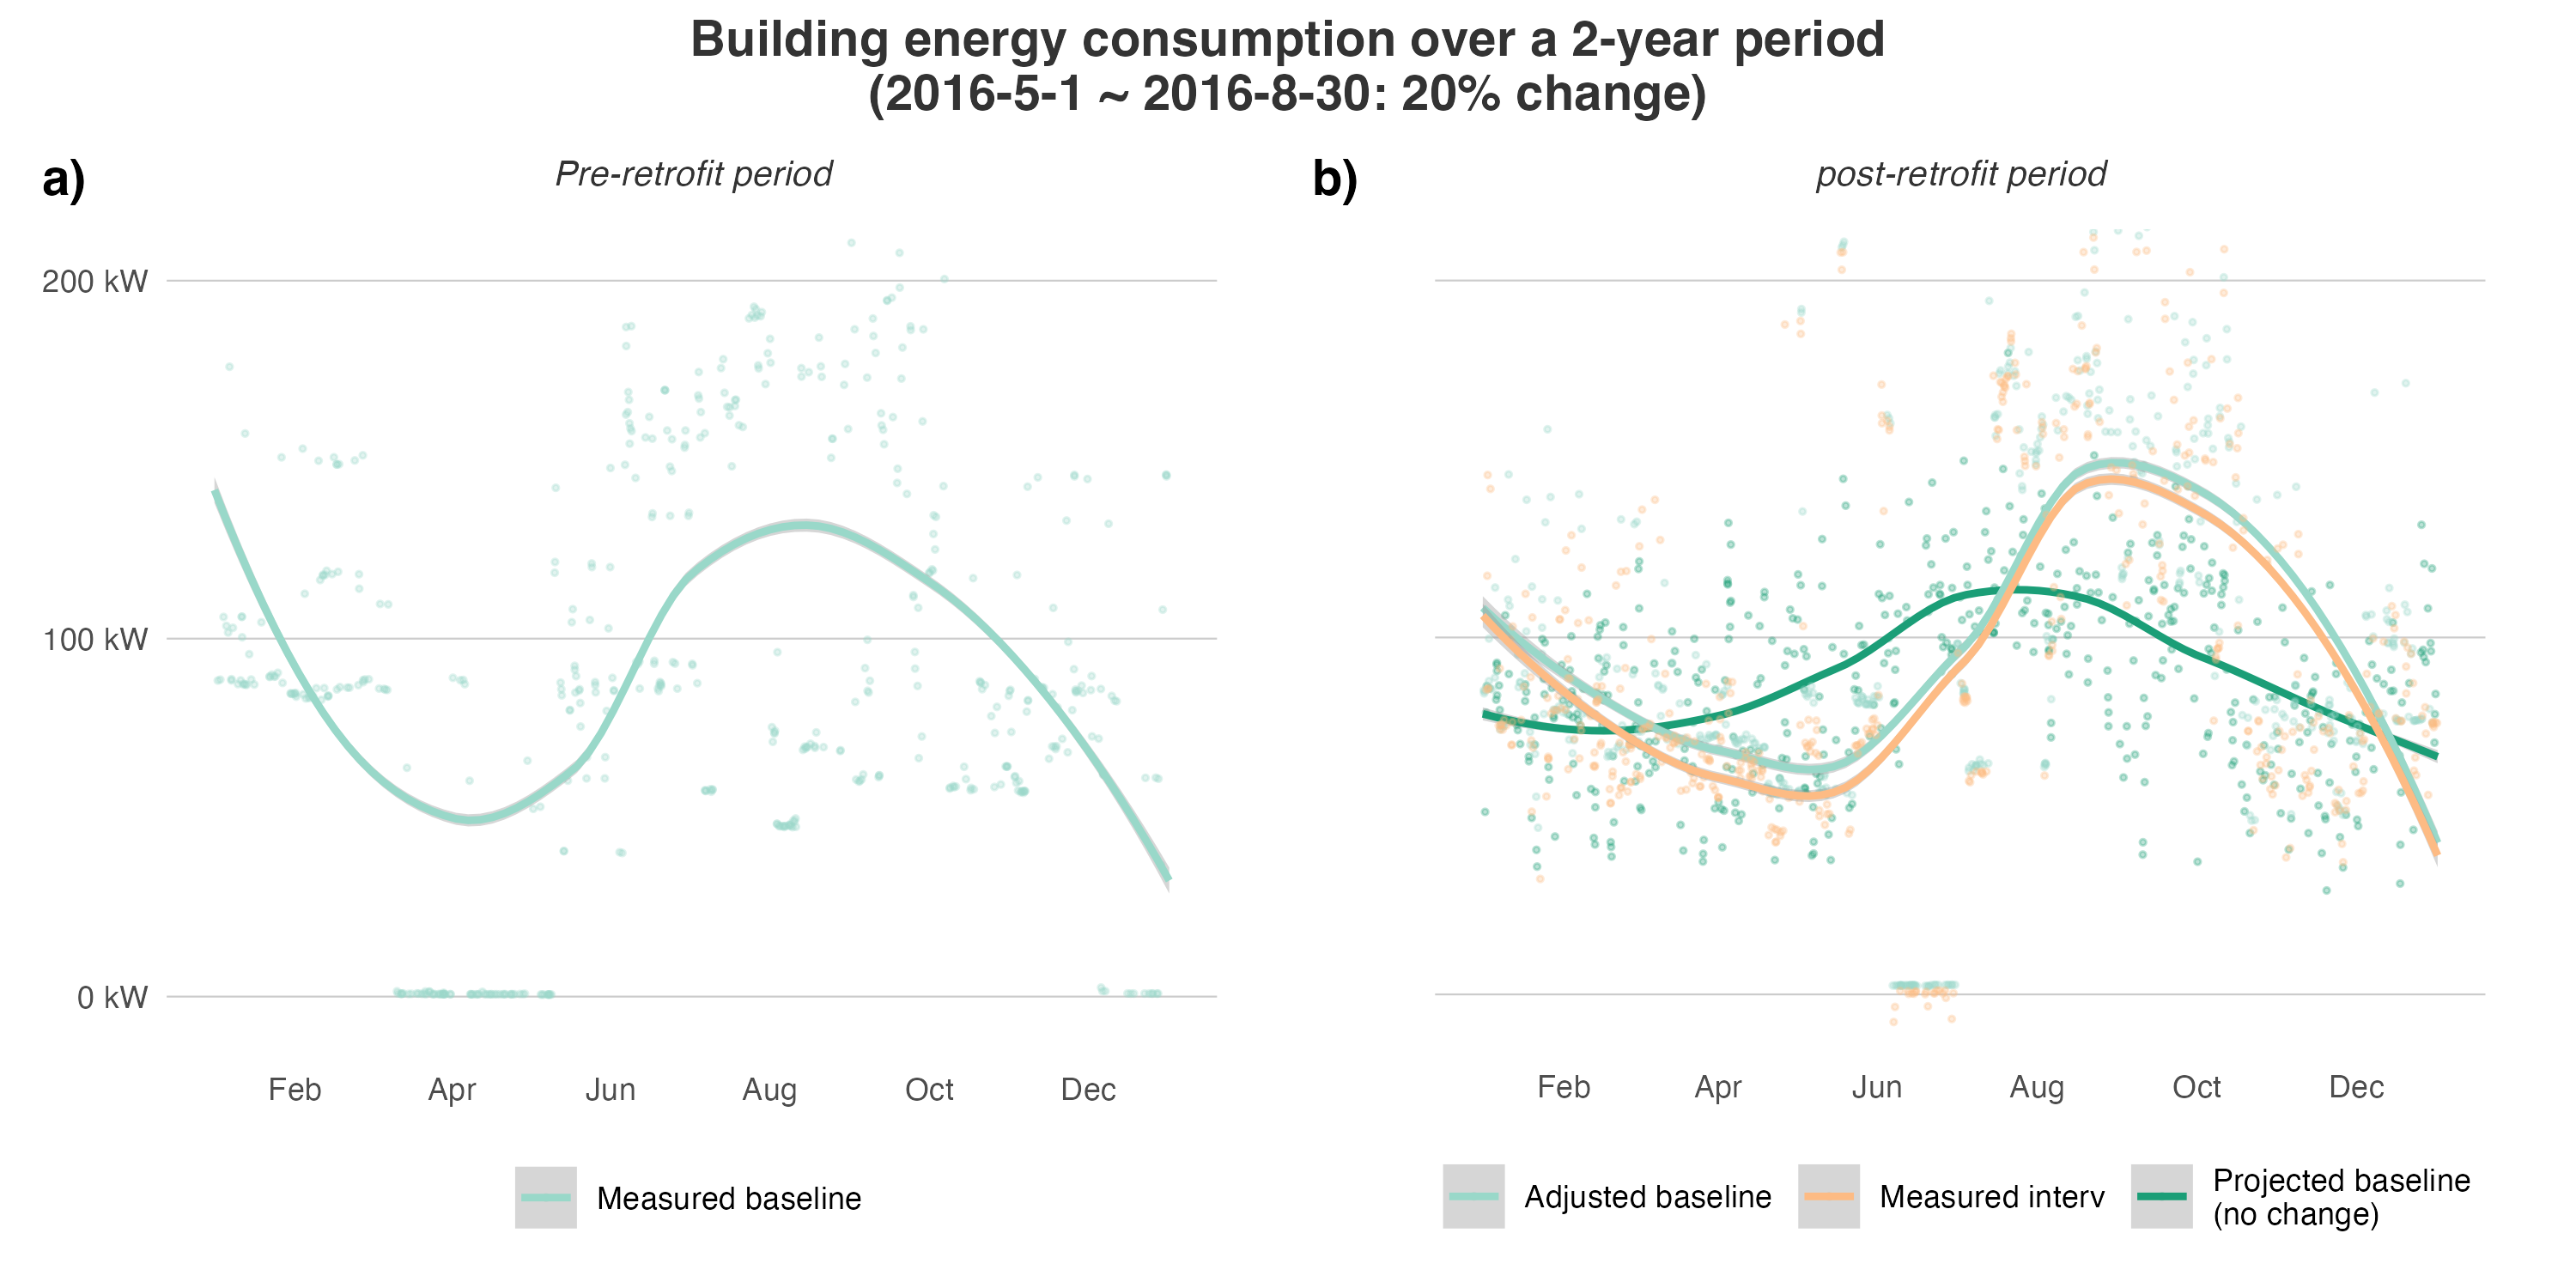 Building energy consumption over a 2-year period
(2016-5-1 ~ 2016-8-30: 20% change)
a)
Pre-retrofit period
b)
post-retrofit period
200 kW
100 kW
0 kW
Feb Apr Jun Aug Oct Dec
Feb Apr Jun Aug Oct Dec
Measured baseline
Adjusted baseline
Measured interv
Projected baseline
(no change)